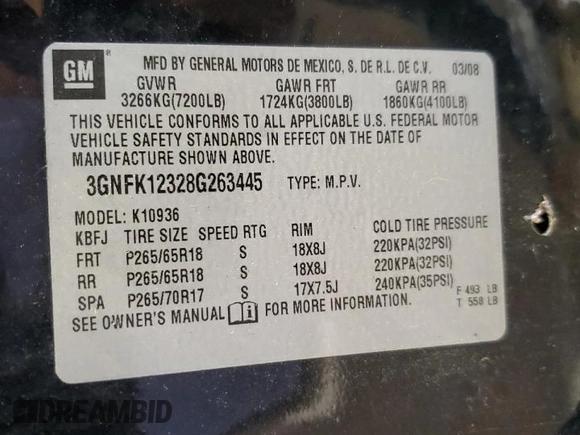 GM
MFD BY GENERAL MOTORS DE MEXICO, S. DE R.L. DE C.V. 03/08
GVWR GAWR FRT GAWR RR
3266KG(7200LB) 1724KG(3800LB) 1860KG(4100LB)
THIS VEHICLE CONFORMS TO ALL APPLICABLE U.S. FEDERAL MOTOR
VEHICLE SAFETY STANDARDS IN EFFECT ON THE DATE OF
MANUFACTURE SHOWN ABOVE.
3GNFK12328G263445 TYPE: M.P.V.
MODEL: K10936
KBFJ TIRE SIZE SPEED RTG RIM COLD TIRE PRESSURE
FRT P265/65R18 S 18X8J 220KPA(32PSI)
RR P265/65R18 S 18X8J 220KPA(32PSI)
SPA P265/70R17 S 17X7.5J 240KPA(35PSI)
F 493 LB
T 558 LB
SEE OWNER'S MANUAL FOR MORE INFORMATION.
DREAMBID